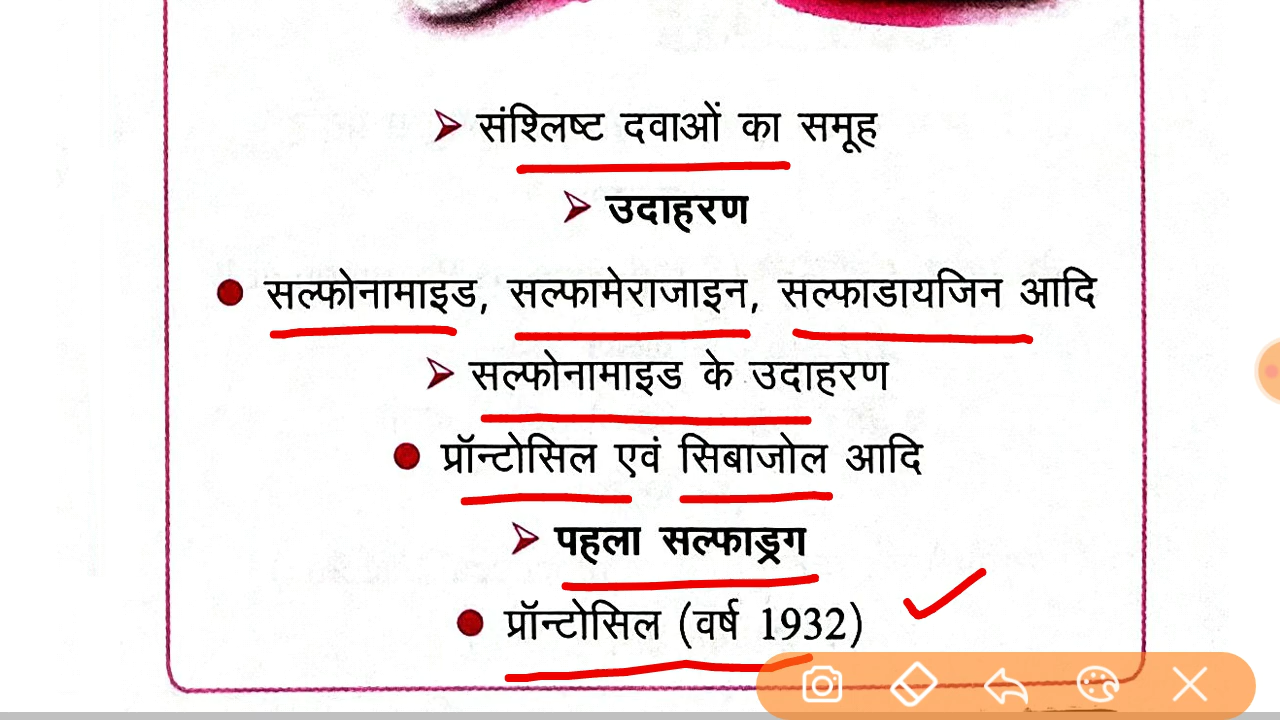 संश्लिष्ट दवाओं का समूह
उदाहरण
सल्फोनामाइड, सल्फामेराजाइन, सल्फाडायजिन आदि
सल्फोनामाइड के उदाहरण
प्रॉन्टोसिल एवं सिबाजोल आदि
पहला सल्फाड्रग
प्रॉन्टोसिल (वर्ष 1932)